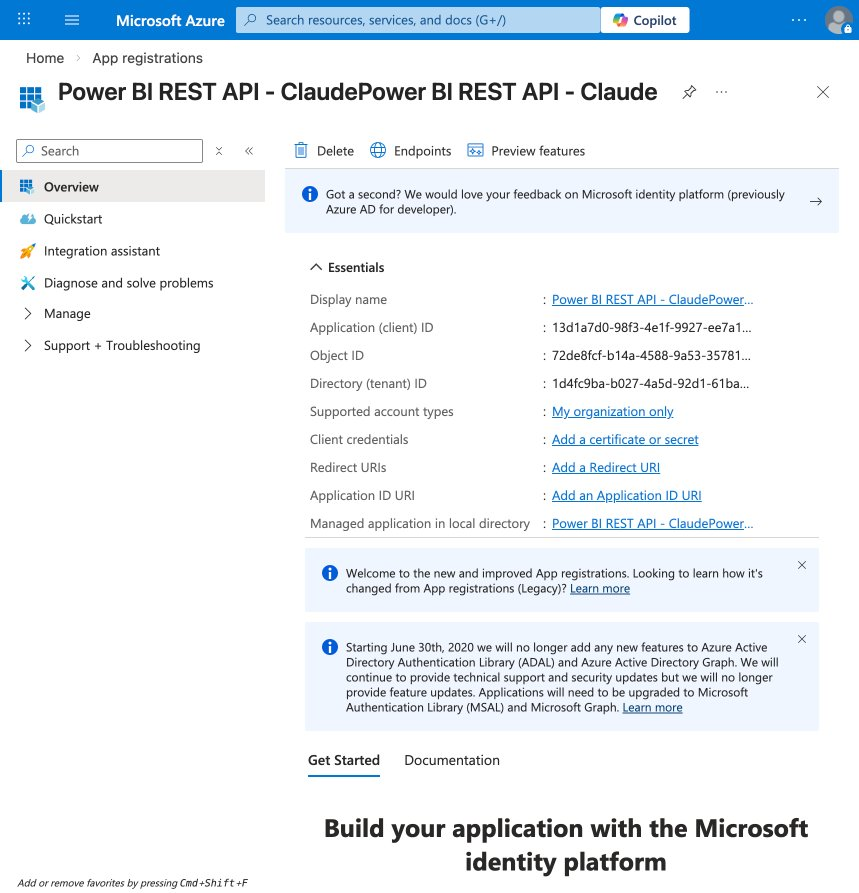 Microsoft Azure
Search resources, services, and docs (G+/)
Copilot
Home
App registrations
Power BI REST API - ClaudePower BI REST API - Claude
Search
Delete
Endpoints
Preview features
Overview
Quickstart
Integration assistant
Diagnose and solve problems
Manage
Support + Troubleshooting
Got a second? We would love your feedback on Microsoft identity platform (previously
Azure AD for developer).
Essentials
Display name : Power BI REST API - ClaudePower...
Application (client) ID : 13d1a7d0-98f3-4e1f-9927-ee7a1...
Object ID : 72de8fcf-b14a-4588-9a53-35781...
Directory (tenant) ID : 1d4fc9ba-b027-4a5d-92d1-61ba...
Supported account types : My organization only
Client credentials : Add a certificate or secret
Redirect URIs : Add a Redirect URI
Application ID URI : Add an Application ID URI
Managed application in local directory : Power BI REST API - ClaudePower...
Welcome to the new and improved App registrations. Looking to learn how it's
changed from App registrations (Legacy)? Learn more
Starting June 30th, 2020 we will no longer add any new features to Azure Active
Directory Authentication Library (ADAL) and Azure Active Directory Graph. We will
continue to provide technical support and security updates but we will no longer
provide feature updates. Applications will need to be upgraded to Microsoft
Authentication Library (MSAL) and Microsoft Graph. Learn more
Get Started
Documentation
Build your application with the Microsoft
identity platform
Add or remove favorites by pressing Cmd+Shift+F